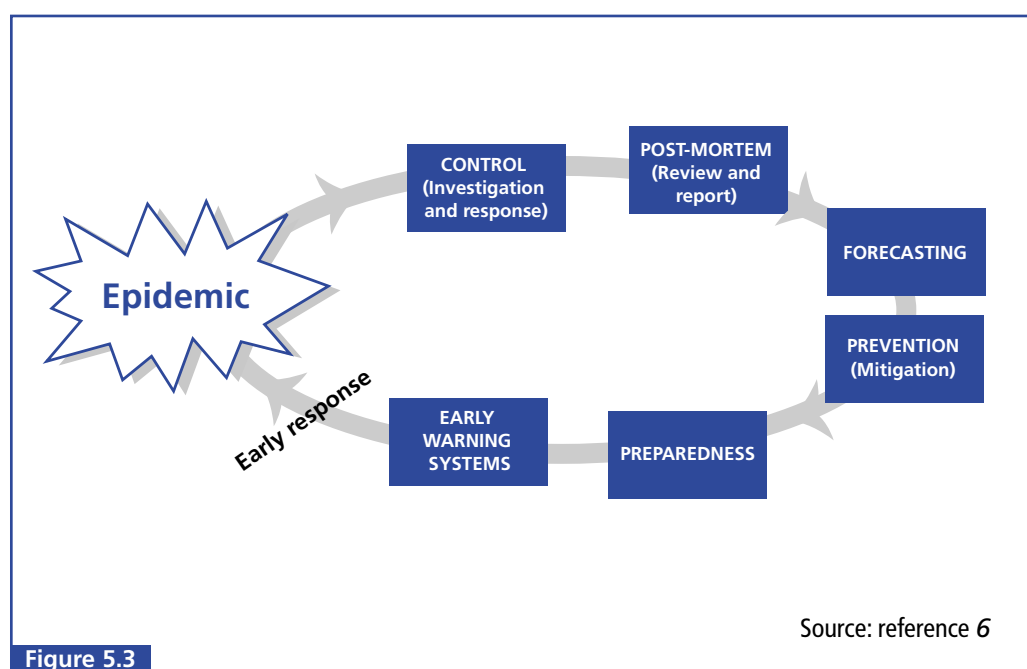 Epidemic
CONTROL
(Investigation
and response)
POST-MORTEM
(Review and
report)
FORECASTING
PREVENTION
(Mitigation)
PREPAREDNESS
EARLY
WARNING
SYSTEMS
Early response
Source: reference 6
Figure 5.3